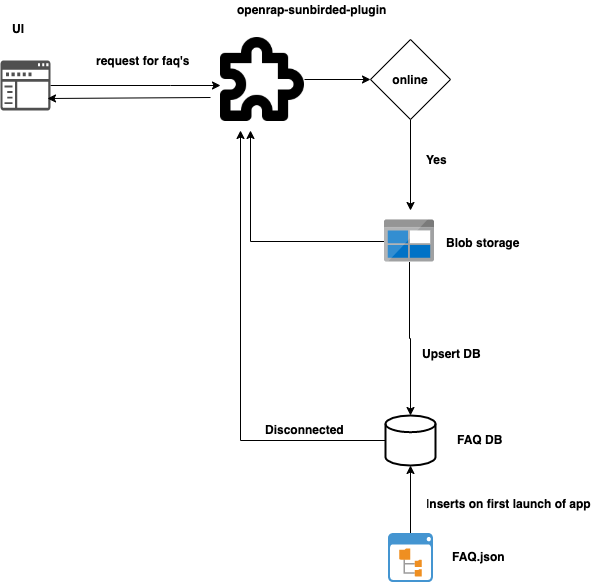 openrap-sunbirded-plugin
UI
request for faq's
online
Yes
Blob storage
Upsert DB
Disconnected
FAQ DB
Inserts on first launch of app
FAQ.json